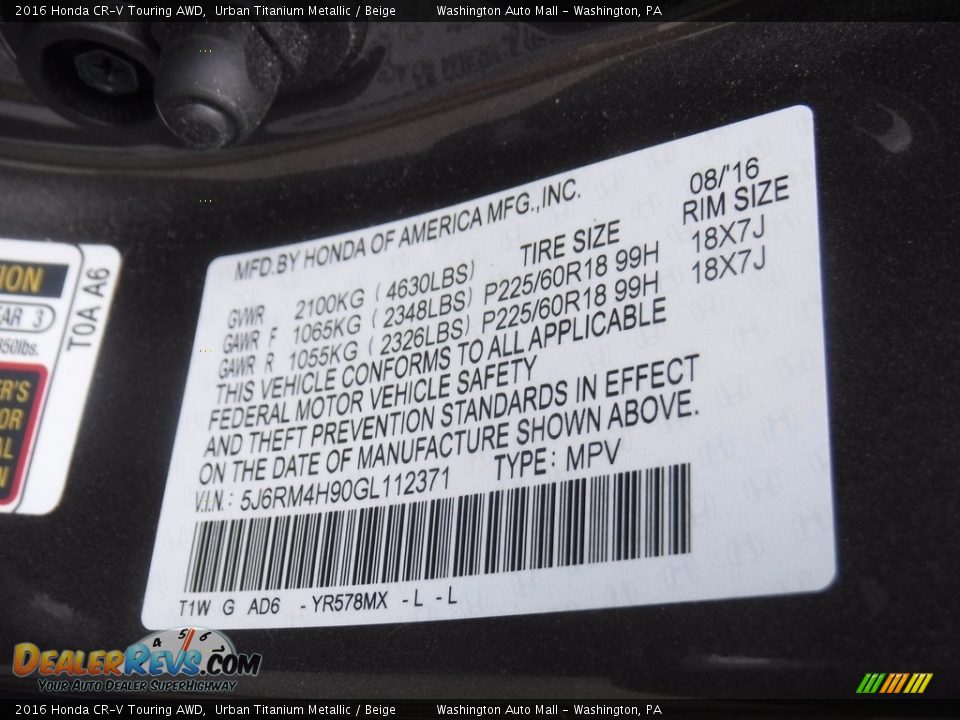 2016 Honda CR-V Touring AWD, Urban Titanium Metallic / Beige Washington Auto Mall - Washington, PA
MFD.BY HONDA OF AMERICA MFG.,INC. 08/'16
TIRE SIZE RIM SIZE
GVWR 2100KG (4630LBS)
GAWR F 1065KG (2348LBS) P225/60R18 99H 18X7J
GAWR R 1055KG (2326LBS) P225/60R18 99H 18X7J
THIS VEHICLE CONFORMS TO ALL APPLICABLE
FEDERAL MOTOR VEHICLE SAFETY
AND THEFT PREVENTION STANDARDS IN EFFECT
ON THE DATE OF MANUFACTURE SHOWN ABOVE.
V.I.N.: 5J6RM4H90GL112371 TYPE: MPV
T1W G AD6 -YR578MX -L -L
T0A A6
3
DEALERREVS.COM
YOUR AUTO DEALER SUPERHIGHWAY
4 5 6
2016 Honda CR-V Touring AWD, Urban Titanium Metallic / Beige Washington Auto Mall - Washington, PA